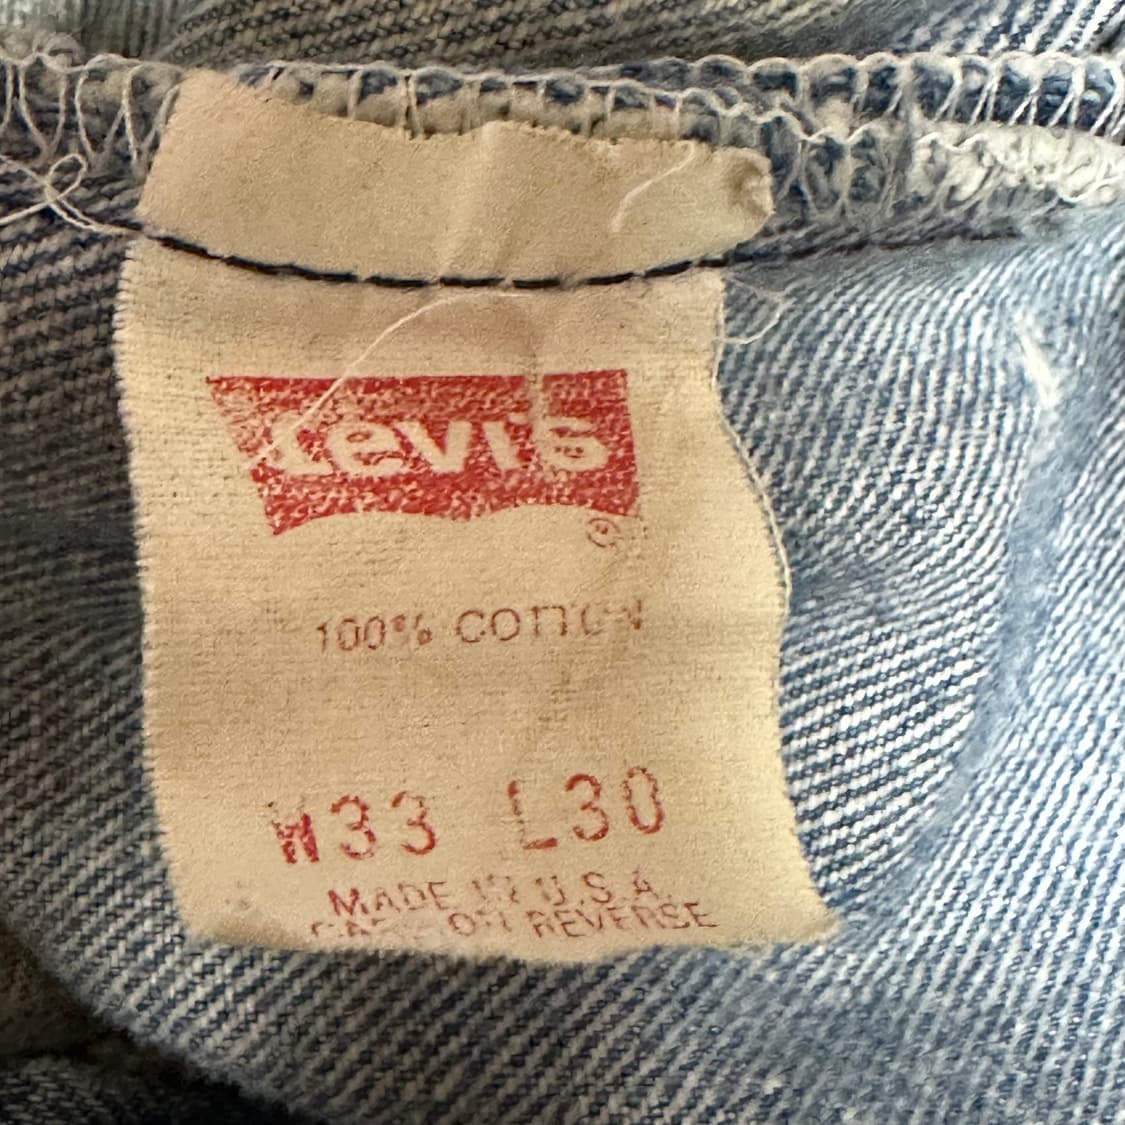 Levi's
®
100% COTTON
W33 L30
MADE IN U.S.A.
CARE ON REVERSE